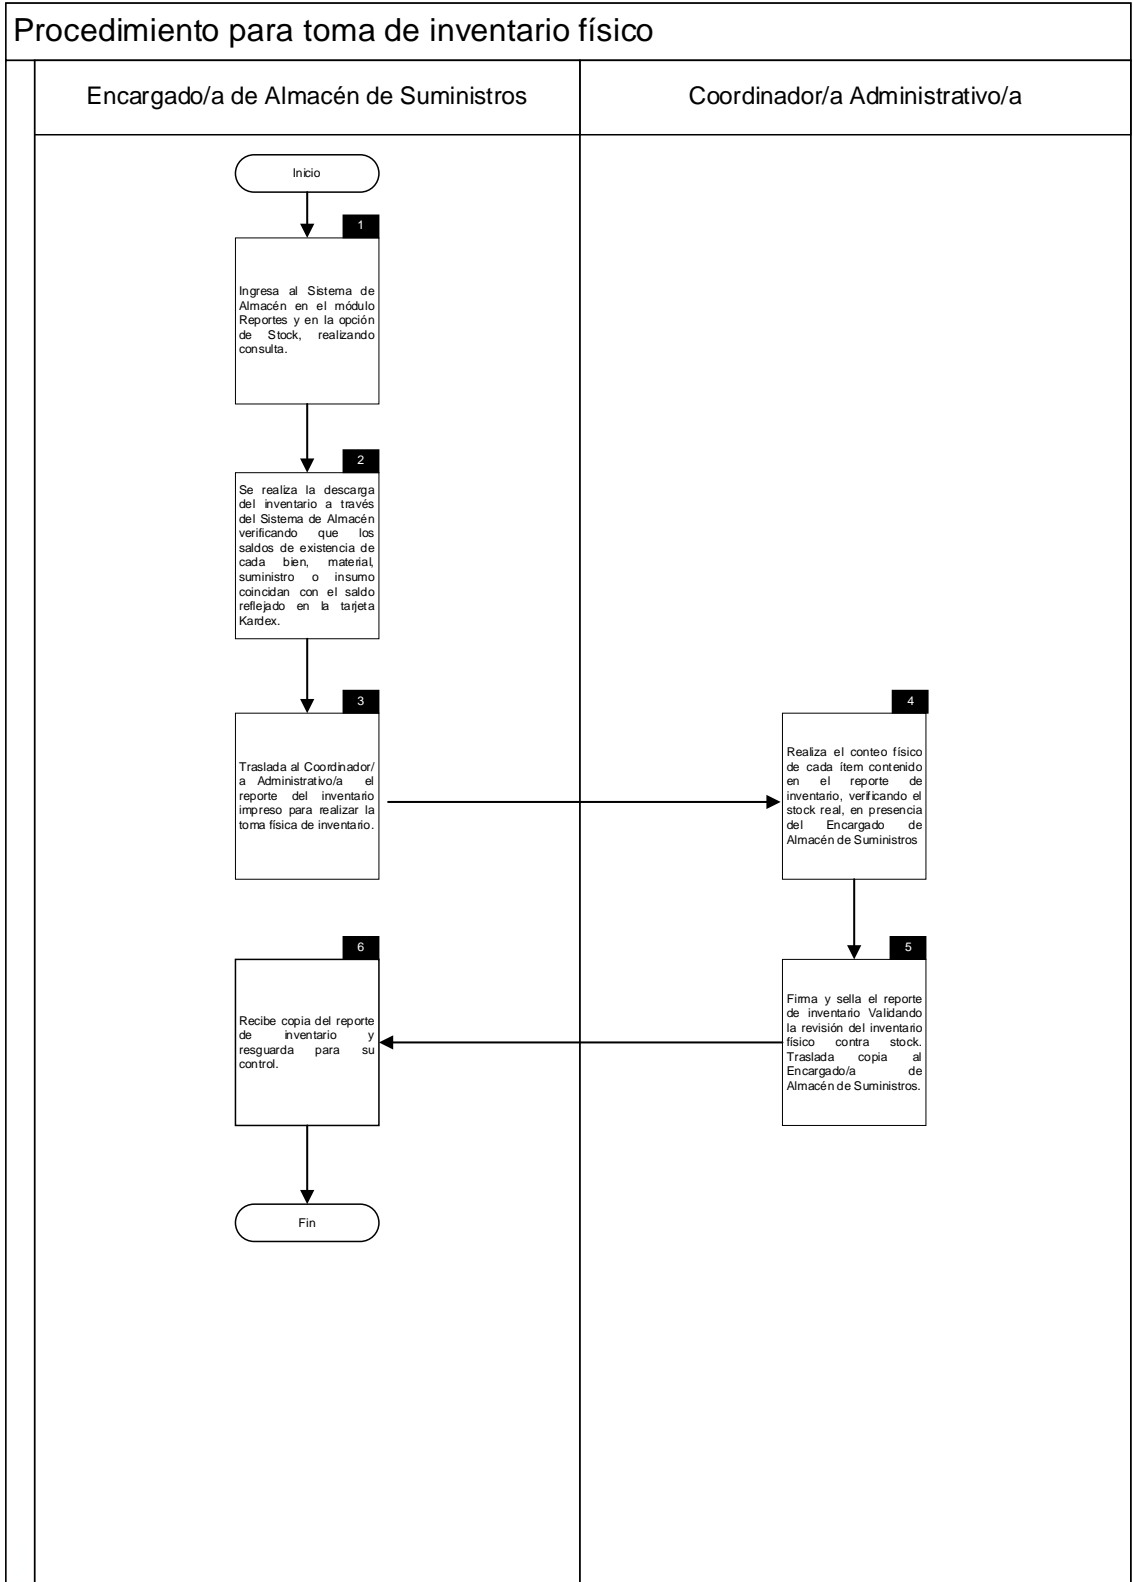 Procedimiento para toma de inventario físico
Encargado/a de Almacén de Suministros
Coordinador/a Administrativo/a
Inicio
1
Ingresa al Sistema de
Almacén en el módulo
Reportes y en la opción
de Stock, realizando
consulta.
2
Se realiza la descarga
del inventario a través
del Sistema de Almacén
verificando que los
saldos de existencia de
cada bien, material,
suministro o insumo
coincidan con el saldo
reflejado en la tarjeta
Kardex.
3
Traslada al Coordinador/
a Administrativo/a el
reporte del inventario
impreso para realizar la
toma física de inventario.
4
Realiza el conteo físico
de cada ítem contenido
en el reporte de
inventario, verificando el
stock real, en presencia
del Encargado de
Almacén de Suministros
5
Firma y sella el reporte
de inventario Validando
la revisión del inventario
físico contra stock.
Traslada copia al
Encargado/a de
Almacén de Suministros.
6
Recibe copia del reporte
de inventario y
resguarda para su
control.
Fin